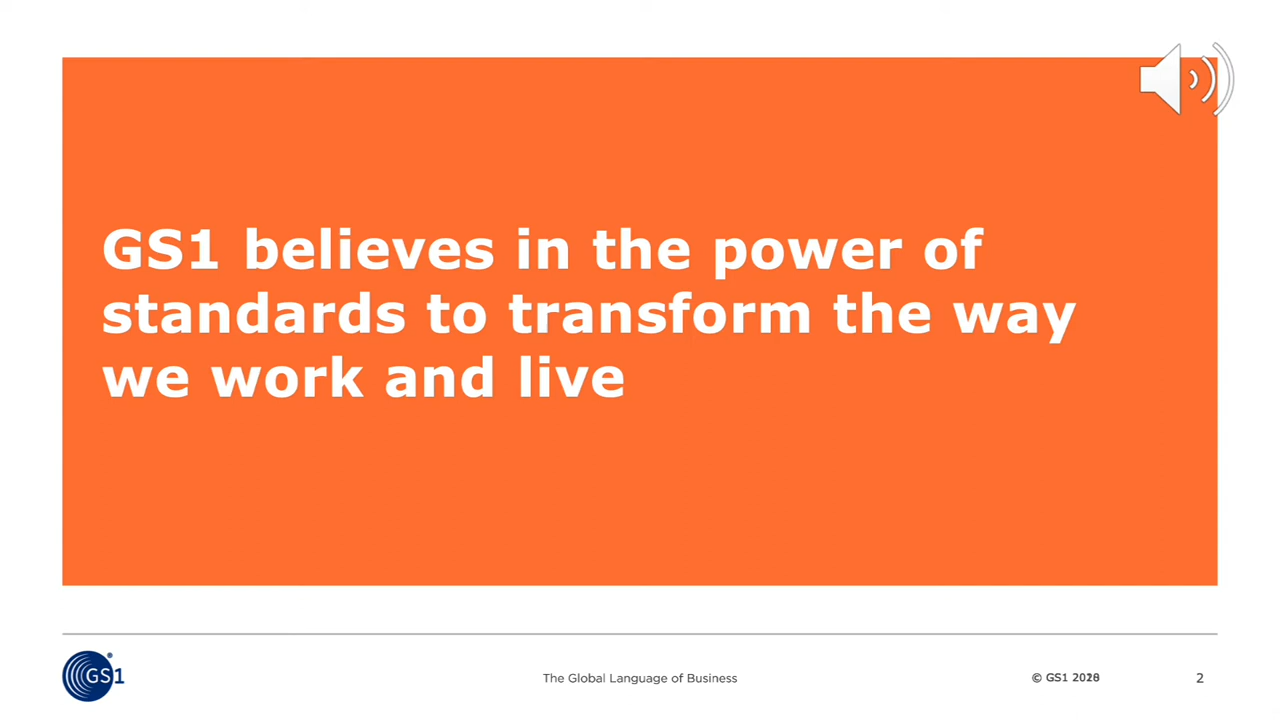 GS1 believes in the power of
standards to transform the way
we work and live
GS1
The Global Language of Business
© GS1
2